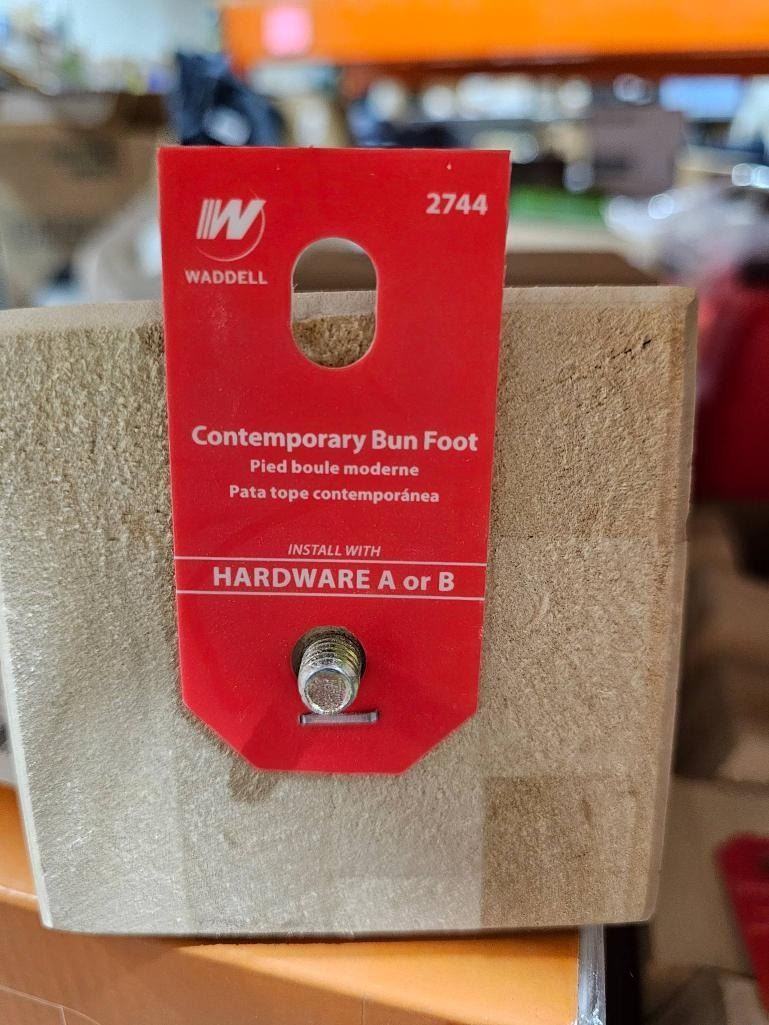 W
WADDELL
2744
Contemporary Bun Foot
Pied boule moderne
Pata tope contemporánea
INSTALL WITH
HARDWARE A or B